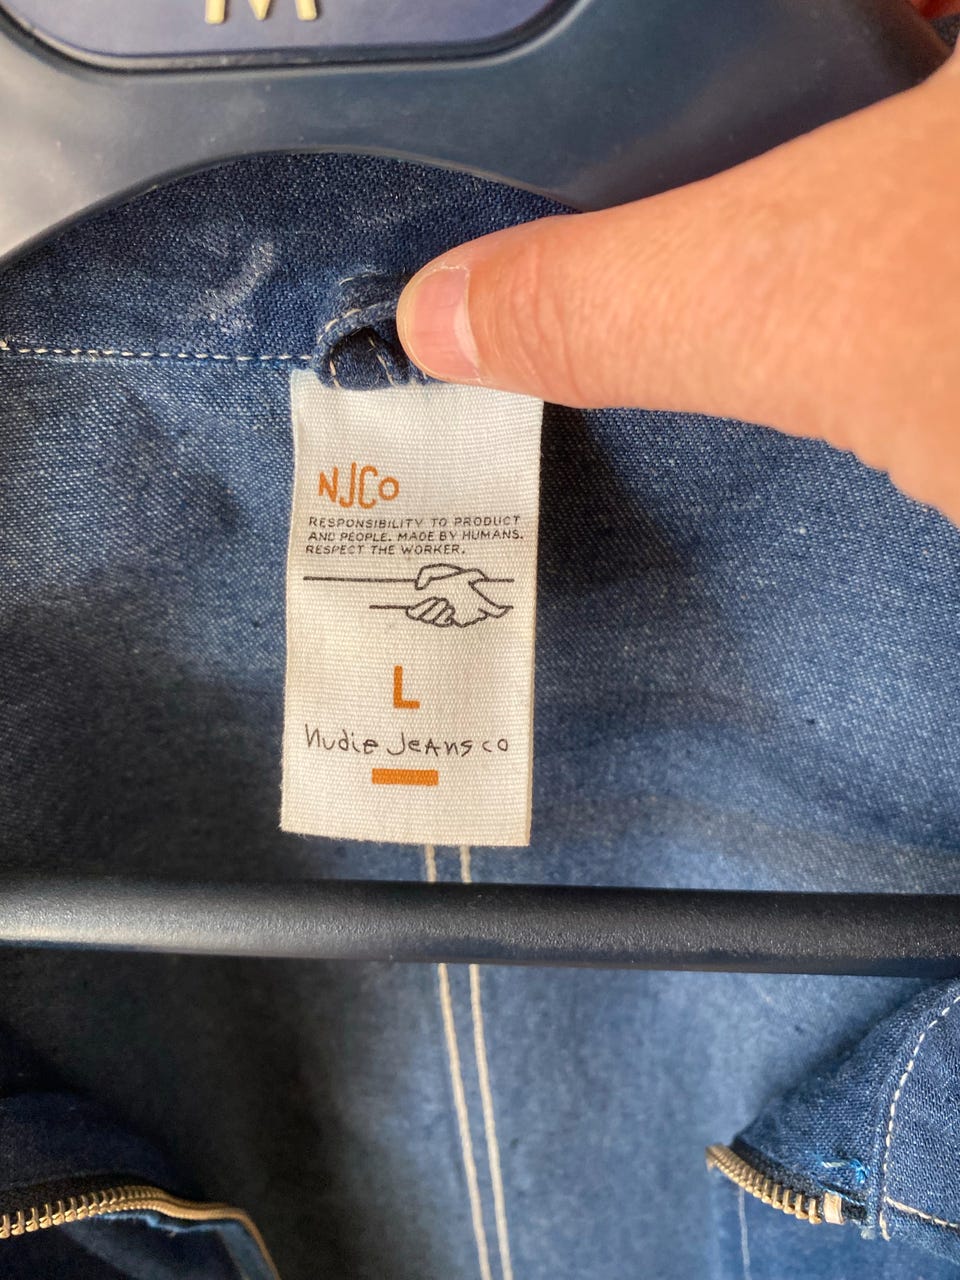 M
NJCo
RESPONSIBILITY TO PRODUCT
AND PEOPLE. MADE BY HUMANS.
RESPECT THE WORKER.
L
Nudie Jeans co